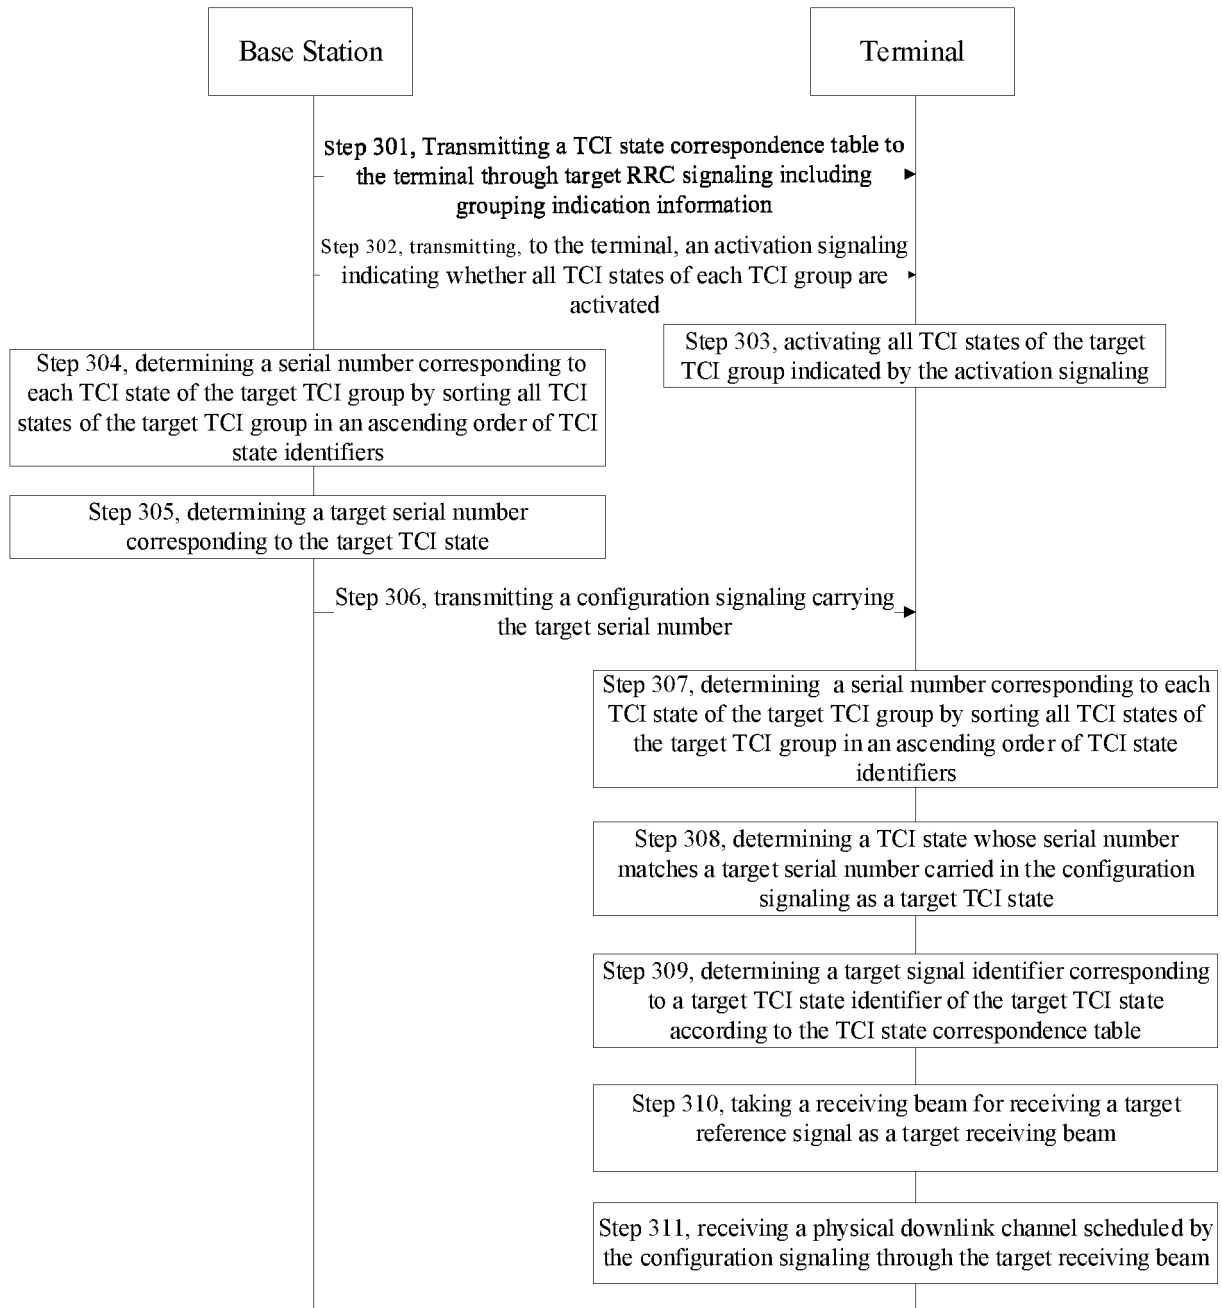 Base Station
Terminal
Step 301, Transmitting a TCI state correspondence table to
the terminal through target RRC signaling including
grouping indication information
Step 302, transmitting, to the terminal, an activation signaling
indicating whether all TCI states of each TCI group are
activated
Step 303, activating all TCI states of the target
TCI group indicated by the activation signaling
Step 304, determining a serial number corresponding to
each TCI state of the target TCI group by sorting all TCI
states of the target TCI group in an ascending order of TCI
state identifiers
Step 305, determining a target serial number
corresponding to the target TCI state
Step 306, transmitting a configuration signaling carrying
the target serial number
Step 307, determining a serial number corresponding to each
TCI state of the target TCI group by sorting all TCI states of
the target TCI group in an ascending order of TCI state
identifiers
Step 308, determining a TCI state whose serial number
matches a target serial number carried in the configuration
signaling as a target TCI state
Step 309, determining a target signal identifier corresponding
to a target TCI state identifier of the target TCI state
according to the TCI state correspondence table
Step 310, taking a receiving beam for receiving a target
reference signal as a target receiving beam
Step 311, receiving a physical downlink channel scheduled by
the configuration signaling through the target receiving beam